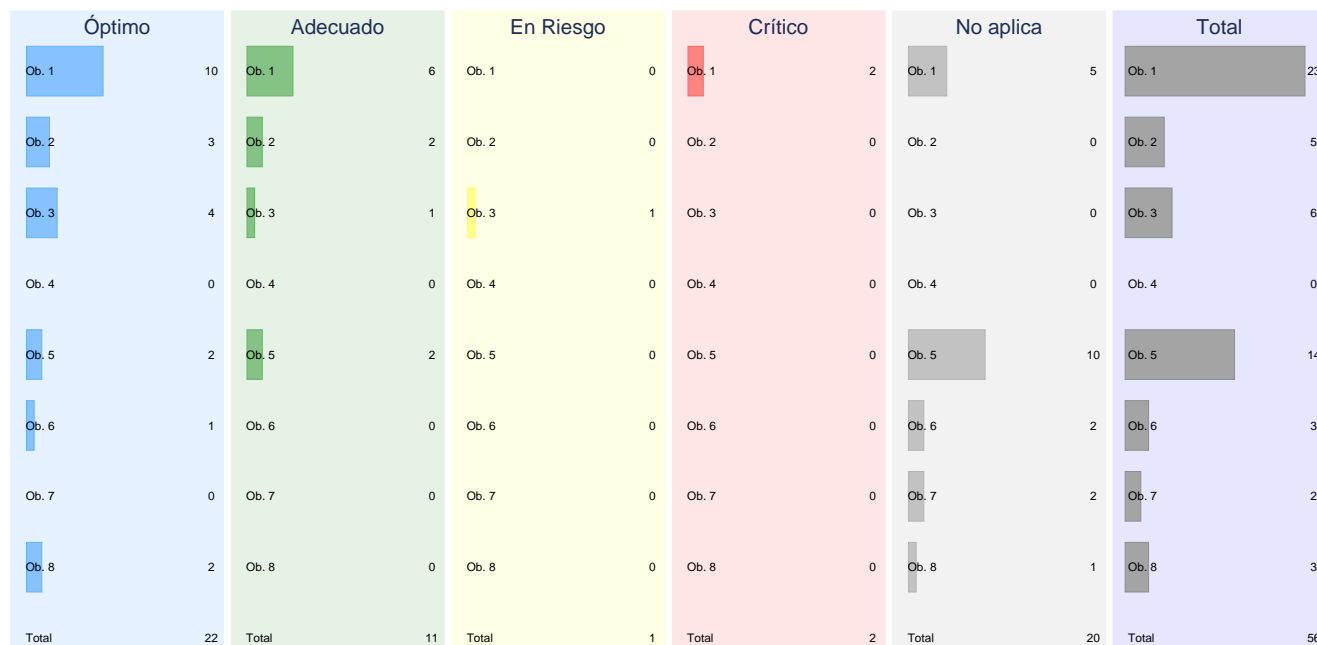 Óptimo Adecuado En Riesgo Crítico No aplica Total
Ob. 1 10 Ob. 1 6 Ob. 1 0 Ob. 1 2 Ob. 1 5 Ob. 1 23
Ob. 2 3 Ob. 2 2 Ob. 2 0 Ob. 2 0 Ob. 2 0 Ob. 2 5
Ob. 3 4 Ob. 3 1 Ob. 3 1 Ob. 3 0 Ob. 3 0 Ob. 3 6
Ob. 4 0 Ob. 4 0 Ob. 4 0 Ob. 4 0 Ob. 4 0 Ob. 4 0
Ob. 5 2 Ob. 5 2 Ob. 5 0 Ob. 5 0 Ob. 5 10 Ob. 5 14
Ob. 6 1 Ob. 6 0 Ob. 6 0 Ob. 6 0 Ob. 6 2 Ob. 6 3
Ob. 7 0 Ob. 7 0 Ob. 7 0 Ob. 7 0 Ob. 7 2 Ob. 7 2
Ob. 8 2 Ob. 8 0 Ob. 8 0 Ob. 8 0 Ob. 8 1 Ob. 8 3
Total 22 Total 11 Total 1 Total 2 Total 20 Total 56